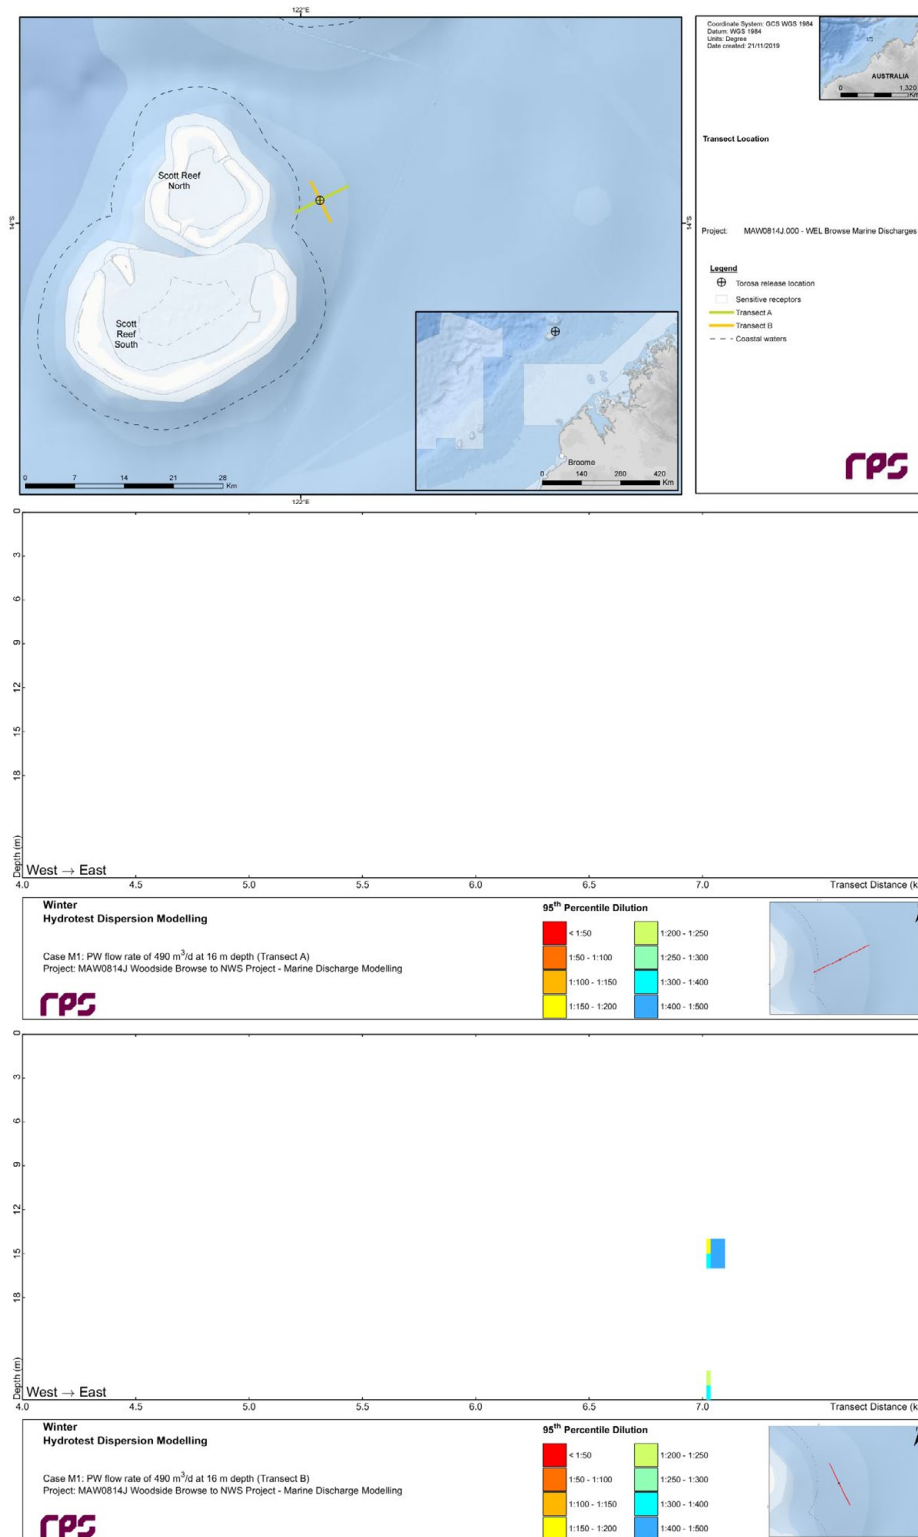 122°E
Scott Reef
North
14°S
14°S
Scott
Reef
South
Broome
0 140 280 420
Km
0 7 14 21 28
Km
122°E
Coordinate System: GCS WGS 1984
Datum: WGS 1984
Units: Degree
Date created: 21/11/2019
AUSTRALIA
0 1,320
Km
Transect Location
Project: MAW0814J.000 - WEL Browse Marine Discharges
Legend
Torosa release location
Sensitive receptors
Transect A
Transect B
Coastal waters
rps
0
3
6
9
12
15
18
Depth (m)
West → East
4.0 4.5 5.0 5.5 6.0 6.5 7.0 Transect Distance (k
Winter
Hydrotest Dispersion Modelling
Case M1: PW flow rate of 490 m³/d at 16 m depth (Transect A)
Project: MAW0814J Woodside Browse to NWS Project - Marine Discharge Modelling
rps
95th Percentile Dilution
< 1:50 1:200 - 1:250
1:50 - 1:100 1:250 - 1:300
1:100 - 1:150 1:300 - 1:400
1:150 - 1:200 1:400 - 1:500
0
3
6
9
12
15
18
Depth (m)
West → East
4.0 4.5 5.0 5.5 6.0 6.5 7.0 Transect Distance (k
Winter
Hydrotest Dispersion Modelling
Case M1: PW flow rate of 490 m³/d at 16 m depth (Transect B)
Project: MAW0814J Woodside Browse to NWS Project - Marine Discharge Modelling
rps
95th Percentile Dilution
< 1:50 1:200 - 1:250
1:50 - 1:100 1:250 - 1:300
1:100 - 1:150 1:300 - 1:400
1:150 - 1:200 1:400 - 1:500